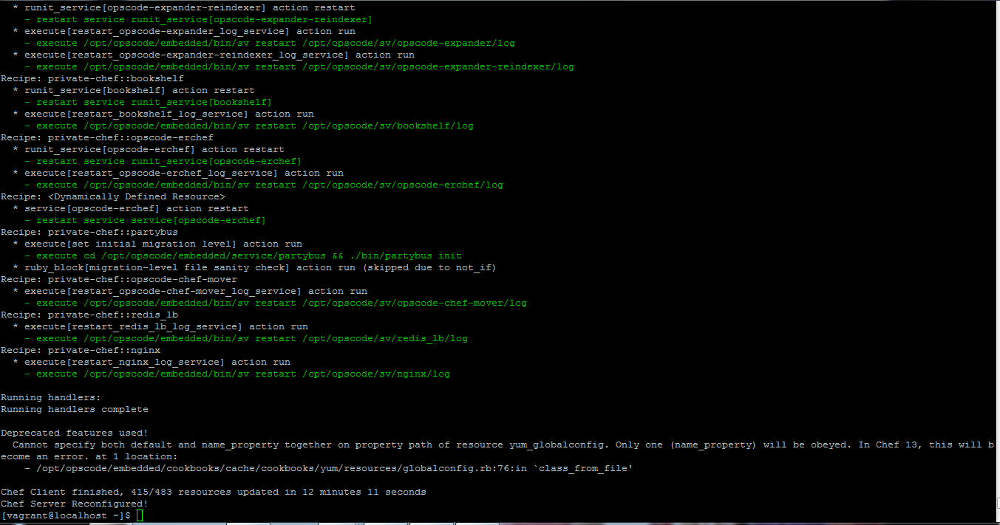 * runit_service[opscode-expander-reindexer] action restart
    - restart service runit_service[opscode-expander-reindexer]
  * execute[restart_opscode-expander_log_service] action run
    - execute /opt/opscode/embedded/bin/sv restart /opt/opscode/sv/opscode-expander/log
  * execute[restart_opscode-expander-reindexer_log_service] action run
    - execute /opt/opscode/embedded/bin/sv restart /opt/opscode/sv/opscode-expander-reindexer/log
Recipe: private-chef::bookshelf
  * runit_service[bookshelf] action restart
    - restart service runit_service[bookshelf]
  * execute[restart_bookshelf_log_service] action run
    - execute /opt/opscode/embedded/bin/sv restart /opt/opscode/sv/bookshelf/log
Recipe: private-chef::opscode-erchef
  * runit_service[opscode-erchef] action restart
    - restart service runit_service[opscode-erchef]
  * execute[restart_opscode-erchef_log_service] action run
    - execute /opt/opscode/embedded/bin/sv restart /opt/opscode/sv/opscode-erchef/log
Recipe: <Dynamically Defined Resource>
  * service[opscode-erchef] action restart
    - restart service service[opscode-erchef]
Recipe: private-chef::partybus
  * execute[set initial migration level] action run
    - execute cd /opt/opscode/embedded/service/partybus && ./bin/partybus init
  * ruby_block[migration-level file sanity check] action run (skipped due to not_if)
Recipe: private-chef::opscode-chef-mover
  * execute[restart_opscode-chef-mover_log_service] action run
    - execute /opt/opscode/embedded/bin/sv restart /opt/opscode/sv/opscode-chef-mover/log
Recipe: private-chef::redis_lb
  * execute[restart_redis_lb_log_service] action run
    - execute /opt/opscode/embedded/bin/sv restart /opt/opscode/sv/redis_lb/log
Recipe: private-chef::nginx
  * execute[restart_nginx_log_service] action run
    - execute /opt/opscode/embedded/bin/sv restart /opt/opscode/sv/nginx/log
Running handlers:
Running handlers complete
Deprecated features used!
  Cannot specify both default and name_property together on property path of resource yum_globalconfig. Only one (name_property) will be obeyed. In Chef 13, this will b
ecome an error. at 1 location:
    - /opt/opscode/embedded/cookbooks/cache/cookbooks/yum/resources/globalconfig.rb:76:in `class_from_file'
Chef Client finished, 415/483 resources updated in 12 minutes 11 seconds
Chef Server Reconfigured!
[vagrant@localhost ~]$